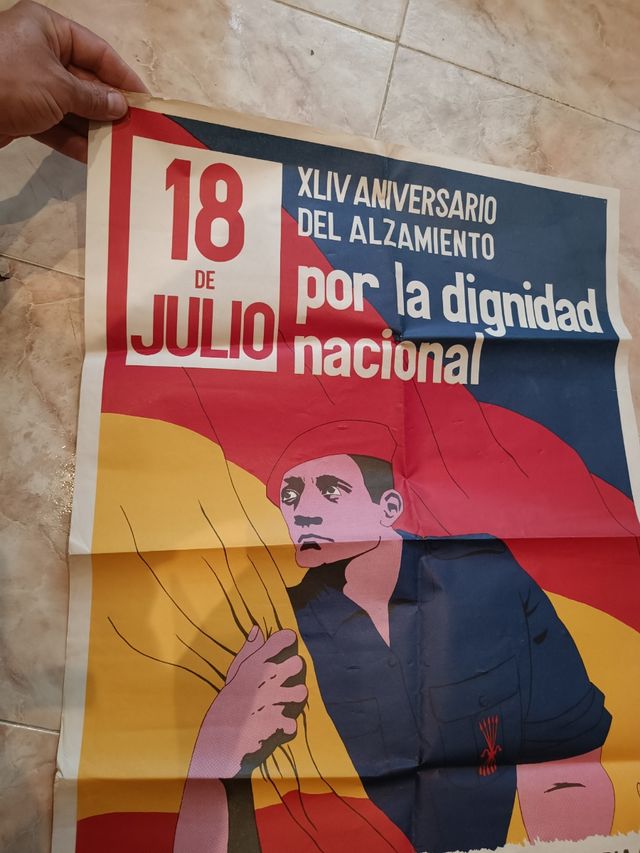 18
DE
JULIO
XLIV ANIVERSARIO
DEL ALZAMIENTO
por la dignidad
nacional